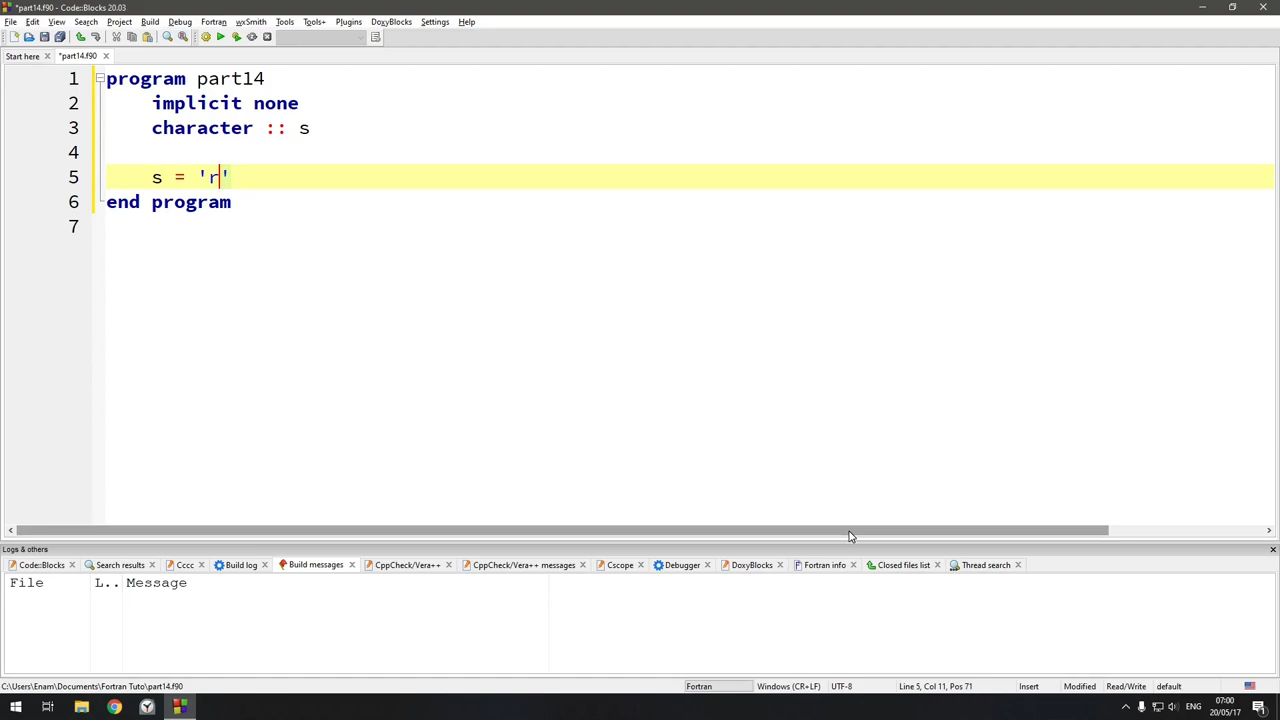 *part14.f90 - Code::Blocks 20.03
File Edit View Search Project Build Debug Fortran wxSmith Tools Tools+ Plugins DoxyBlocks Settings Help
Start here *part14.f90
1 program part14
2 implicit none
3 character :: s
4
5 s = 'r'
6 end program
7
Logs & others
Code::Blocks Search results Cccc Build log Build messages CppCheck/Vera++ CppCheck/Vera++ messages Cscope Debugger DoxyBlocks Fortran info Closed files list Thread search
File L.. Message
C:\Users\Enam\Documents\Fortran Tuto\part14.f90 Fortran Windows (CR+LF) UTF-8 Line 5, Col 11, Pos 71 Insert Modified Read/Write default
ENG 07:00
20/05/17